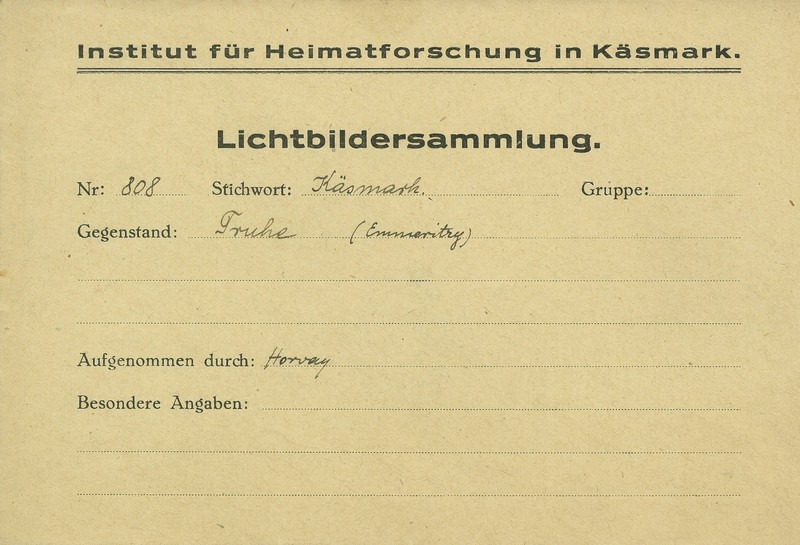 Institut für Heimatforschung in Käsmark.
Lichtbildersammlung.
Nr: 808 Stichwort: Käsmark. Gruppe:
Gegenstand: Truhe (Emmeritzy)
Aufgenommen durch: Horvay
Besondere Angaben: